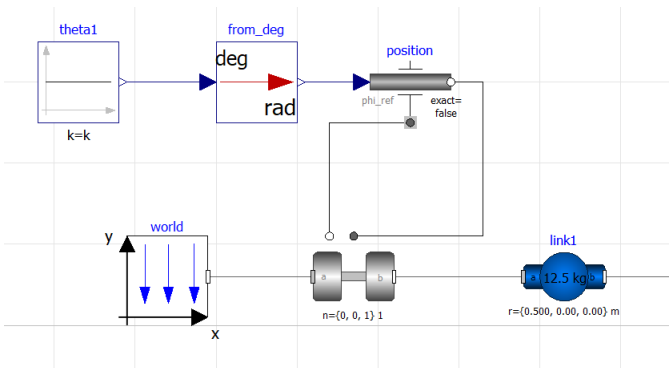 theta1
from_deg
position
deg
rad
phi_ref
exact=
false
k=k
world
y
x
a
b
n={0, 0, 1} 1
link1
a
12.5 kg
b
r={0.500, 0.00, 0.00} m